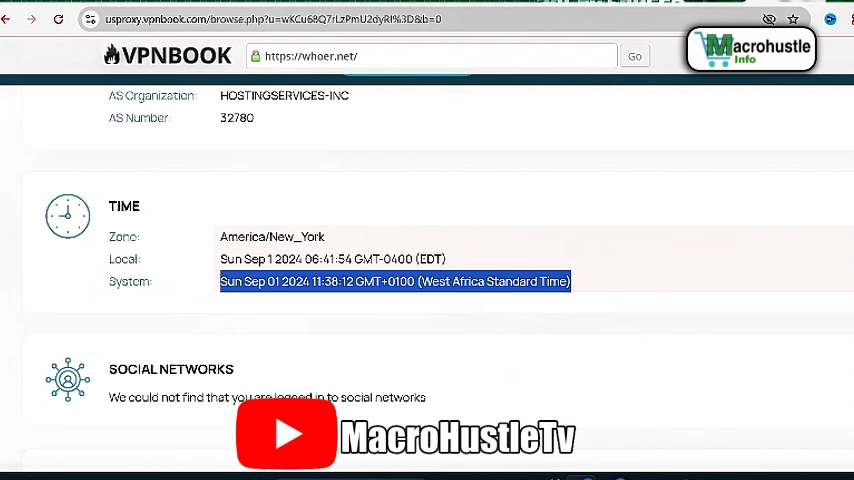 usproxy.vpnbook.com/browse.php?u=wKCu68Q7rLzPmU2dyRI%3D&b=0
VPNBOOK
https://whoer.net/
Go
Macrohustle
Info
AS Organization: HOSTINGSERVICES-INC
AS Number: 32780
TIME
Zone: America/New_York
Local: Sun Sep 1 2024 06:41:54 GMT-0400 (EDT)
System: Sun Sep 01 2024 11:38:12 GMT+0100 (West Africa Standard Time)
SOCIAL NETWORKS
We could not find that you are logged in to social networks
MacroHustleTv